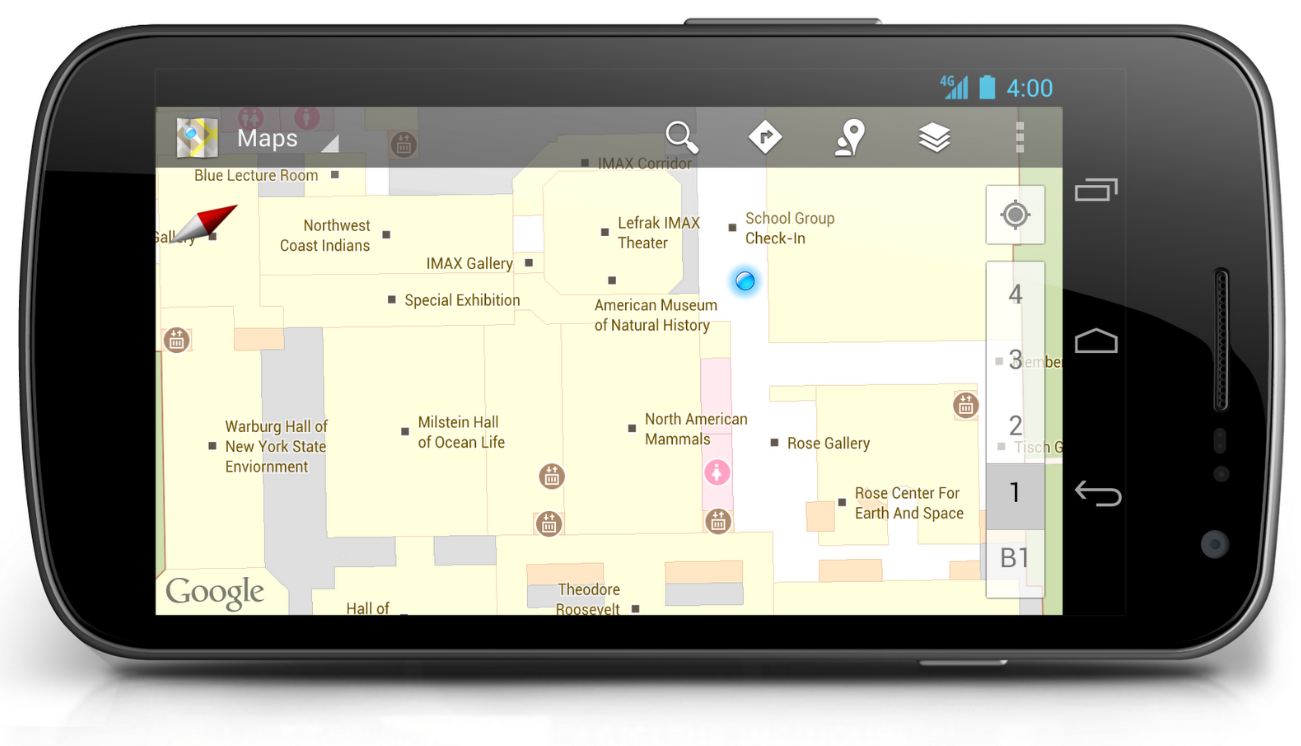 4G 4:00
Maps
IMAX Corridor
Blue Lecture Room
Northwest
Coast Indians
Lefrak IMAX
Theater
School Group
Check-In
Gallery
IMAX Gallery
Special Exhibition
American Museum
of Natural History
4
3
2
1
B1
Warburg Hall of
New York State
Enviornment
Milstein Hall
of Ocean Life
North American
Mammals
Rose Gallery
Tisch G
Rose Center For
Earth And Space
Google
Hall of
Theodore
Roosevelt